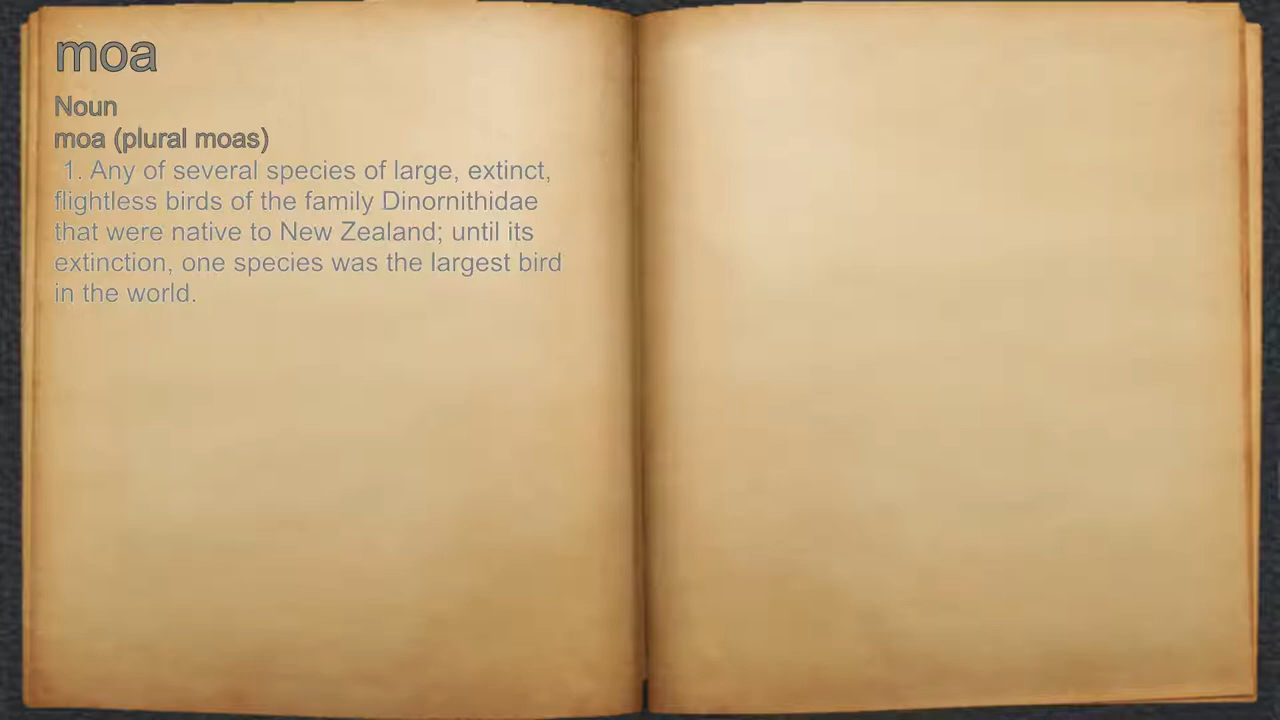 moa
Noun
moa (plural moas)
1. Any of several species of large, extinct,
flightless birds of the family Dinornithidae
that were native to New Zealand; until its
extinction, one species was the largest bird
in the world.